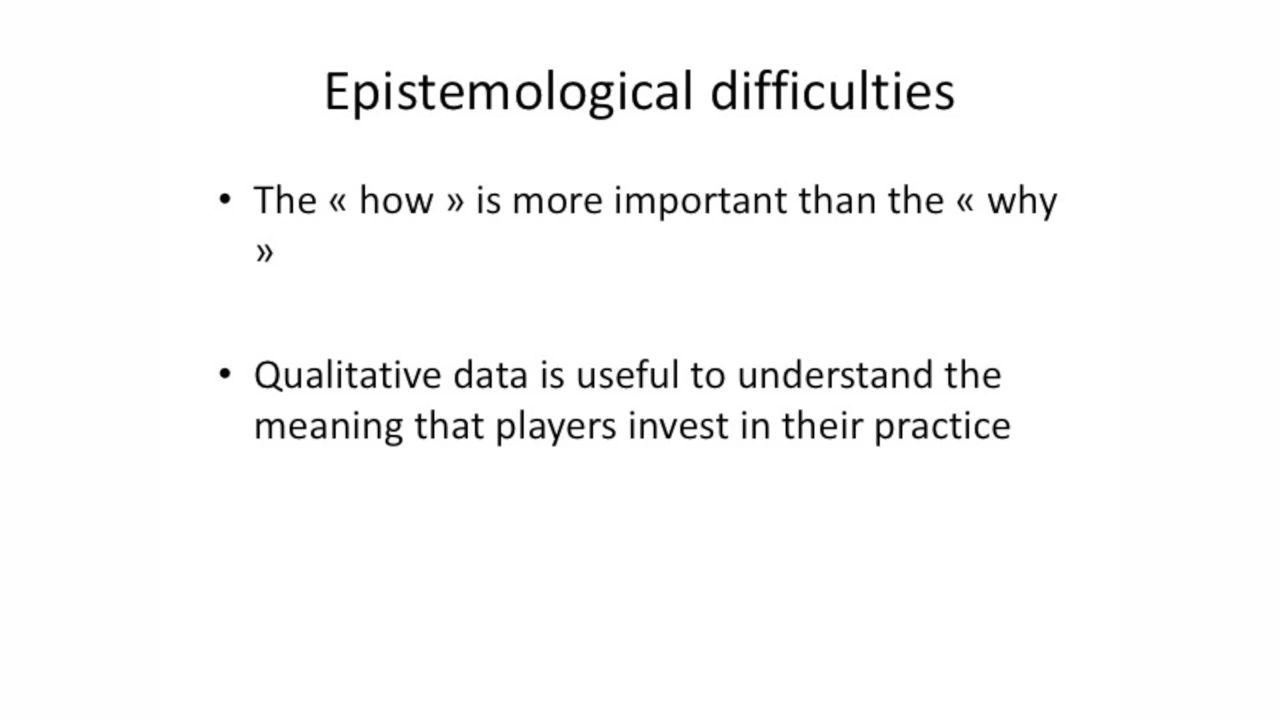 Epistemological difficulties
• The « how » is more important than the « why
»
• Qualitative data is useful to understand the
meaning that players invest in their practice